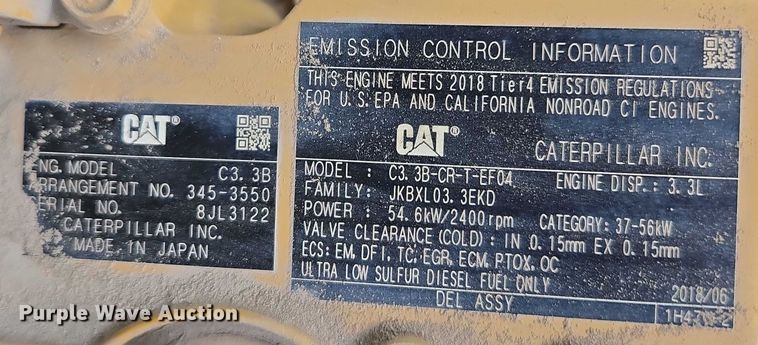 CAT®
ENG. MODEL C3.3B
ARRANGEMENT NO. 345-3550
SERIAL NO. 8JL3122
CATERPILLAR INC.
MADE IN JAPAN
EMISSION CONTROL INFORMATION
THIS ENGINE MEETS 2018 Tier4 EMISSION REGULATIONS
FOR U.S. EPA AND CALIFORNIA NONROAD CI ENGINES.
CAT® CATERPILLAR INC.
MODEL : C3.3B-CR-T-EF04 ENGINE DISP.: 3.3L
FAMILY: JKBXL03.3EKD
POWER : 54.6kW/2400rpm CATEGORY: 37-56kW
VALVE CLEARANCE (COLD) : IN 0.15mm EX 0.15mm
ECS: EM, DFI, TC, EGR, ECM, PTOX, OC
ULTRA LOW SULFUR DIESEL FUEL ONLY
2018/06
DEL ASSY
Purple Wave Auction